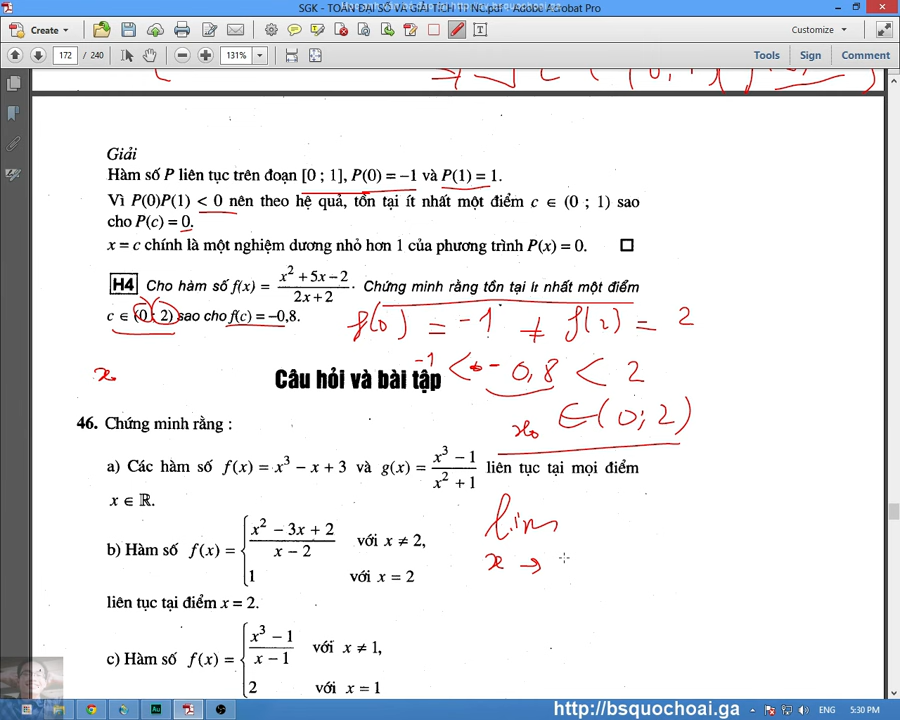 SGK - TOÁN ĐẠI SỐ VÀ GIẢI TÍCH 11 NC.pdf - Adobe Acrobat Pro
Create
Customize
172 / 240
131%
Tools
Sign
Comment
Giải
Hàm số P liên tục trên đoạn [0 ; 1], P(0) = −1 và P(1) = 1.
Vì P(0)P(1) < 0 nên theo hệ quả, tồn tại ít nhất một điểm c ∈ (0 ; 1) sao
cho P(c) = 0.
x = c chính là một nghiệm dương nhỏ hơn 1 của phương trình P(x) = 0.
H4 Cho hàm số f(x) = (x² + 5x − 2)/(2x + 2). Chứng minh rằng tồn tại ít nhất một điểm
c ∈ (0 ; 2) sao cho f(c) = −0,8.
f(0) = −1 ≠ f(2) = 2
−1 < − 0,8 < 2
x
Câu hỏi và bài tập
x₀ ∈ (0 ; 2)
46. Chứng minh rằng :
a) Các hàm số f(x) = x³ − x + 3 và g(x) = (x³ − 1)/(x² + 1) liên tục tại mọi điểm
x ∈ ℝ.
lim
x →
b) Hàm số f(x) = { (x² − 3x + 2)/(x − 2) với x ≠ 2,
1 với x = 2
liên tục tại điểm x = 2.
c) Hàm số f(x) = { (x³ − 1)/(x − 1) với x ≠ 1,
2 với x = 1
http://bsquochoai.ga
ENG
5:30 PM